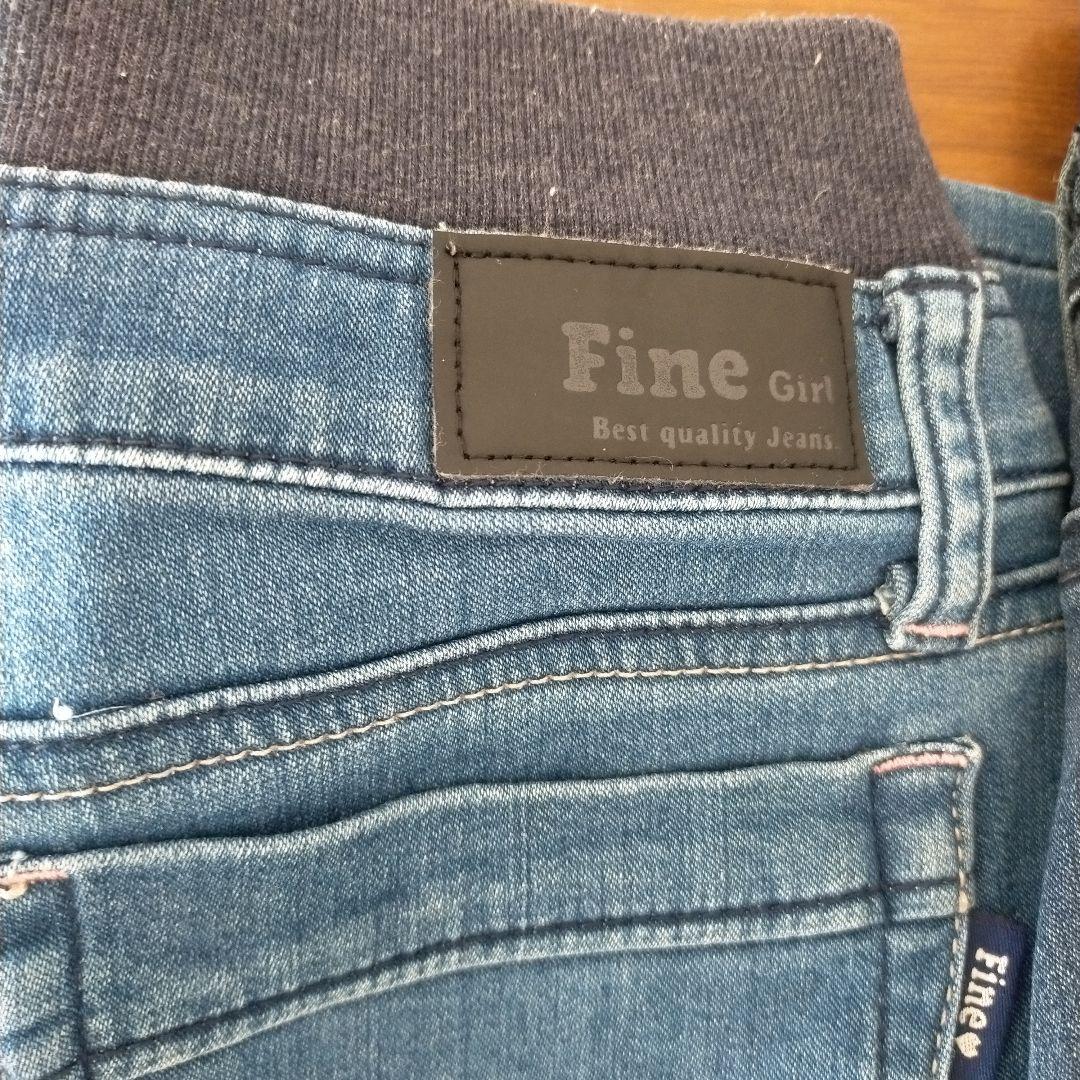 Fine Girl
Best quality Jeans.
Fine